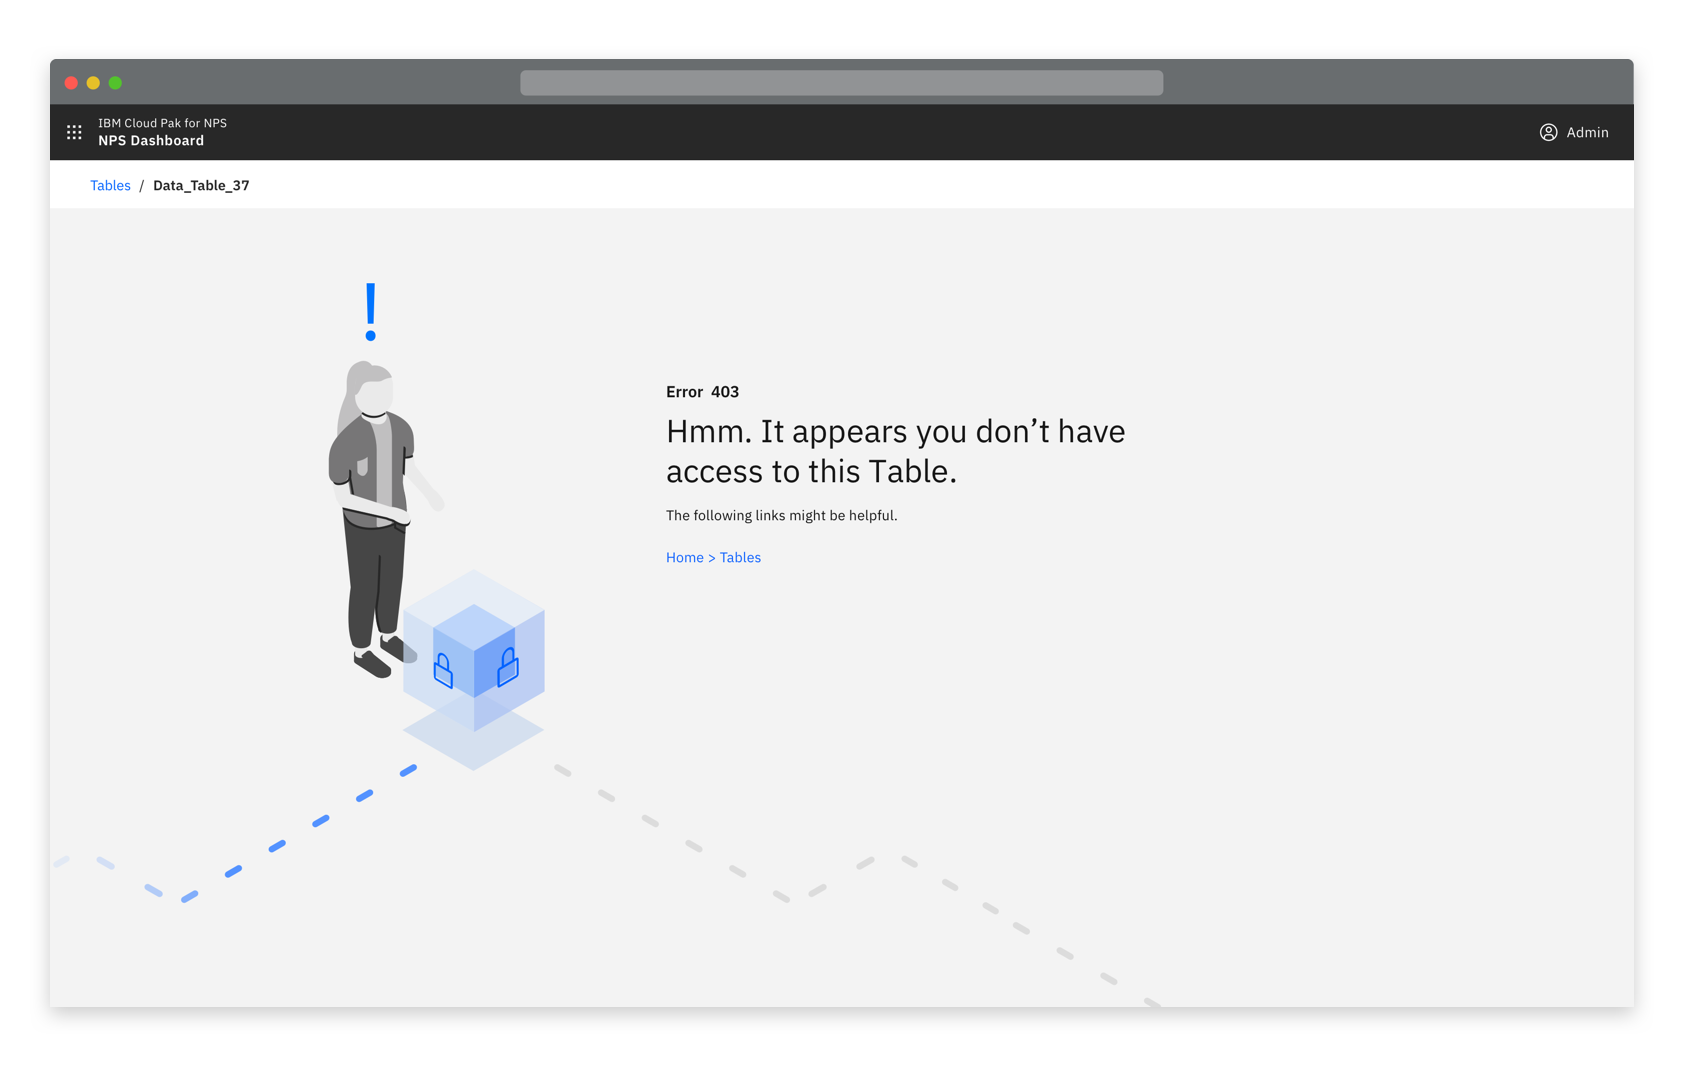 IBM Cloud Pak for NPS
NPS Dashboard
Admin
Tables / Data_Table_37
!
Error 403
Hmm. It appears you don’t have
access to this Table.
The following links might be helpful.
Home > Tables